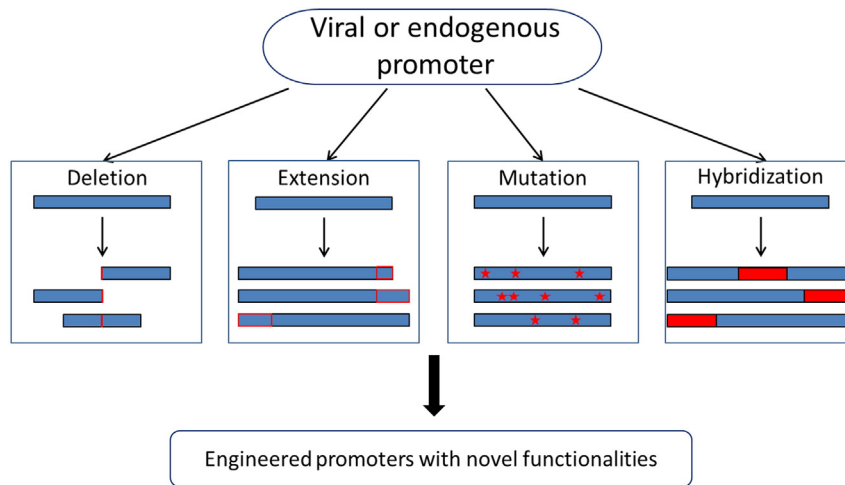 Viral or endogenous
promoter
Deletion
Extension
Mutation
Hybridization
Engineered promoters with novel functionalities